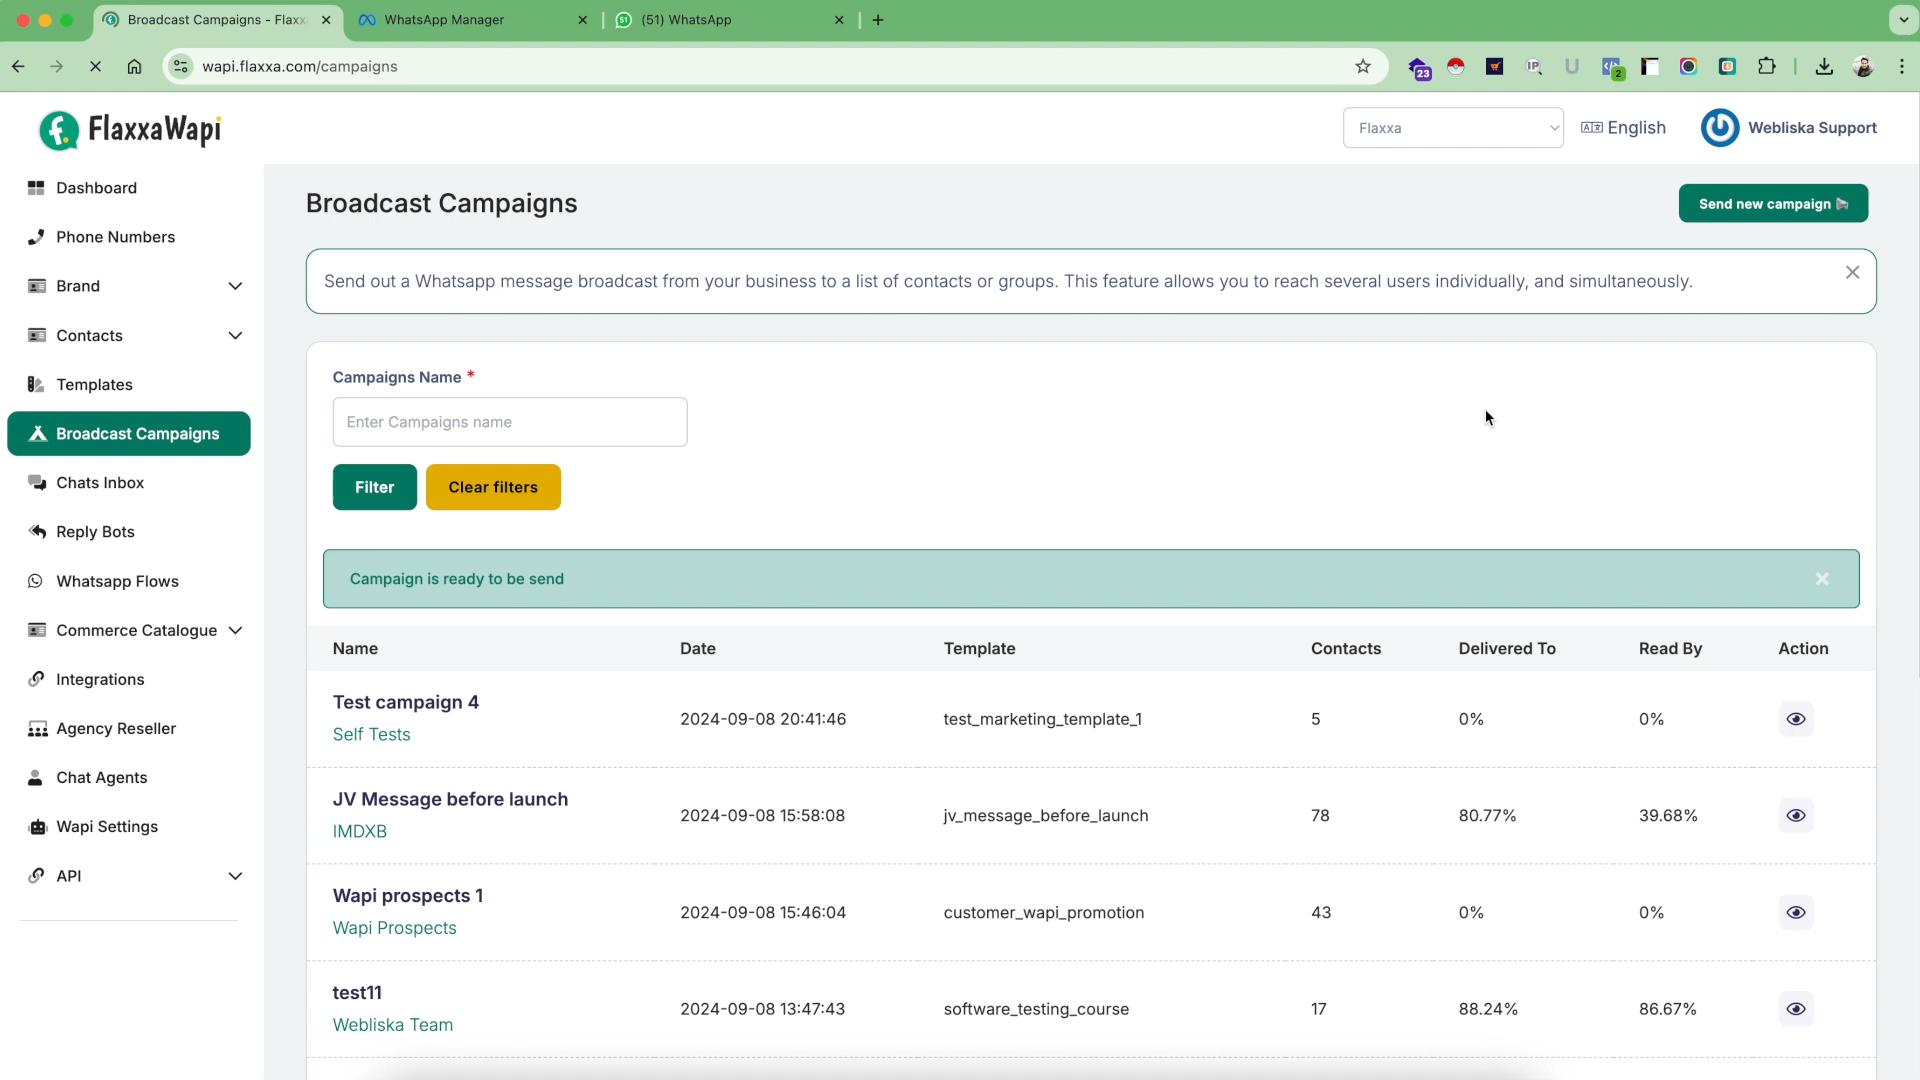 Broadcast Campaigns - Flaxx
WhatsApp Manager
(51) WhatsApp
wapi.flaxxa.com/campaigns
23
IP
2
FlaxxaWapi
Flaxxa
English
Webliska Support
Dashboard
Phone Numbers
Brand
Contacts
Templates
Broadcast Campaigns
Chats Inbox
Reply Bots
Whatsapp Flows
Commerce Catalogue
Integrations
Agency Reseller
Chat Agents
Wapi Settings
API
Broadcast Campaigns
Send new campaign
Send out a Whatsapp message broadcast from your business to a list of contacts or groups. This feature allows you to reach several users individually, and simultaneously.
Campaigns Name *
Enter Campaigns name
Filter
Clear filters
Campaign is ready to be send
Name Date Template Contacts Delivered To Read By Action
Test campaign 4
Self Tests
2024-09-08 20:41:46 test_marketing_template_1 5 0% 0%
JV Message before launch
IMDXB
2024-09-08 15:58:08 jv_message_before_launch 78 80.77% 39.68%
Wapi prospects 1
Wapi Prospects
2024-09-08 15:46:04 customer_wapi_promotion 43 0% 0%
test11
Webliska Team
2024-09-08 13:47:43 software_testing_course 17 88.24% 86.67%